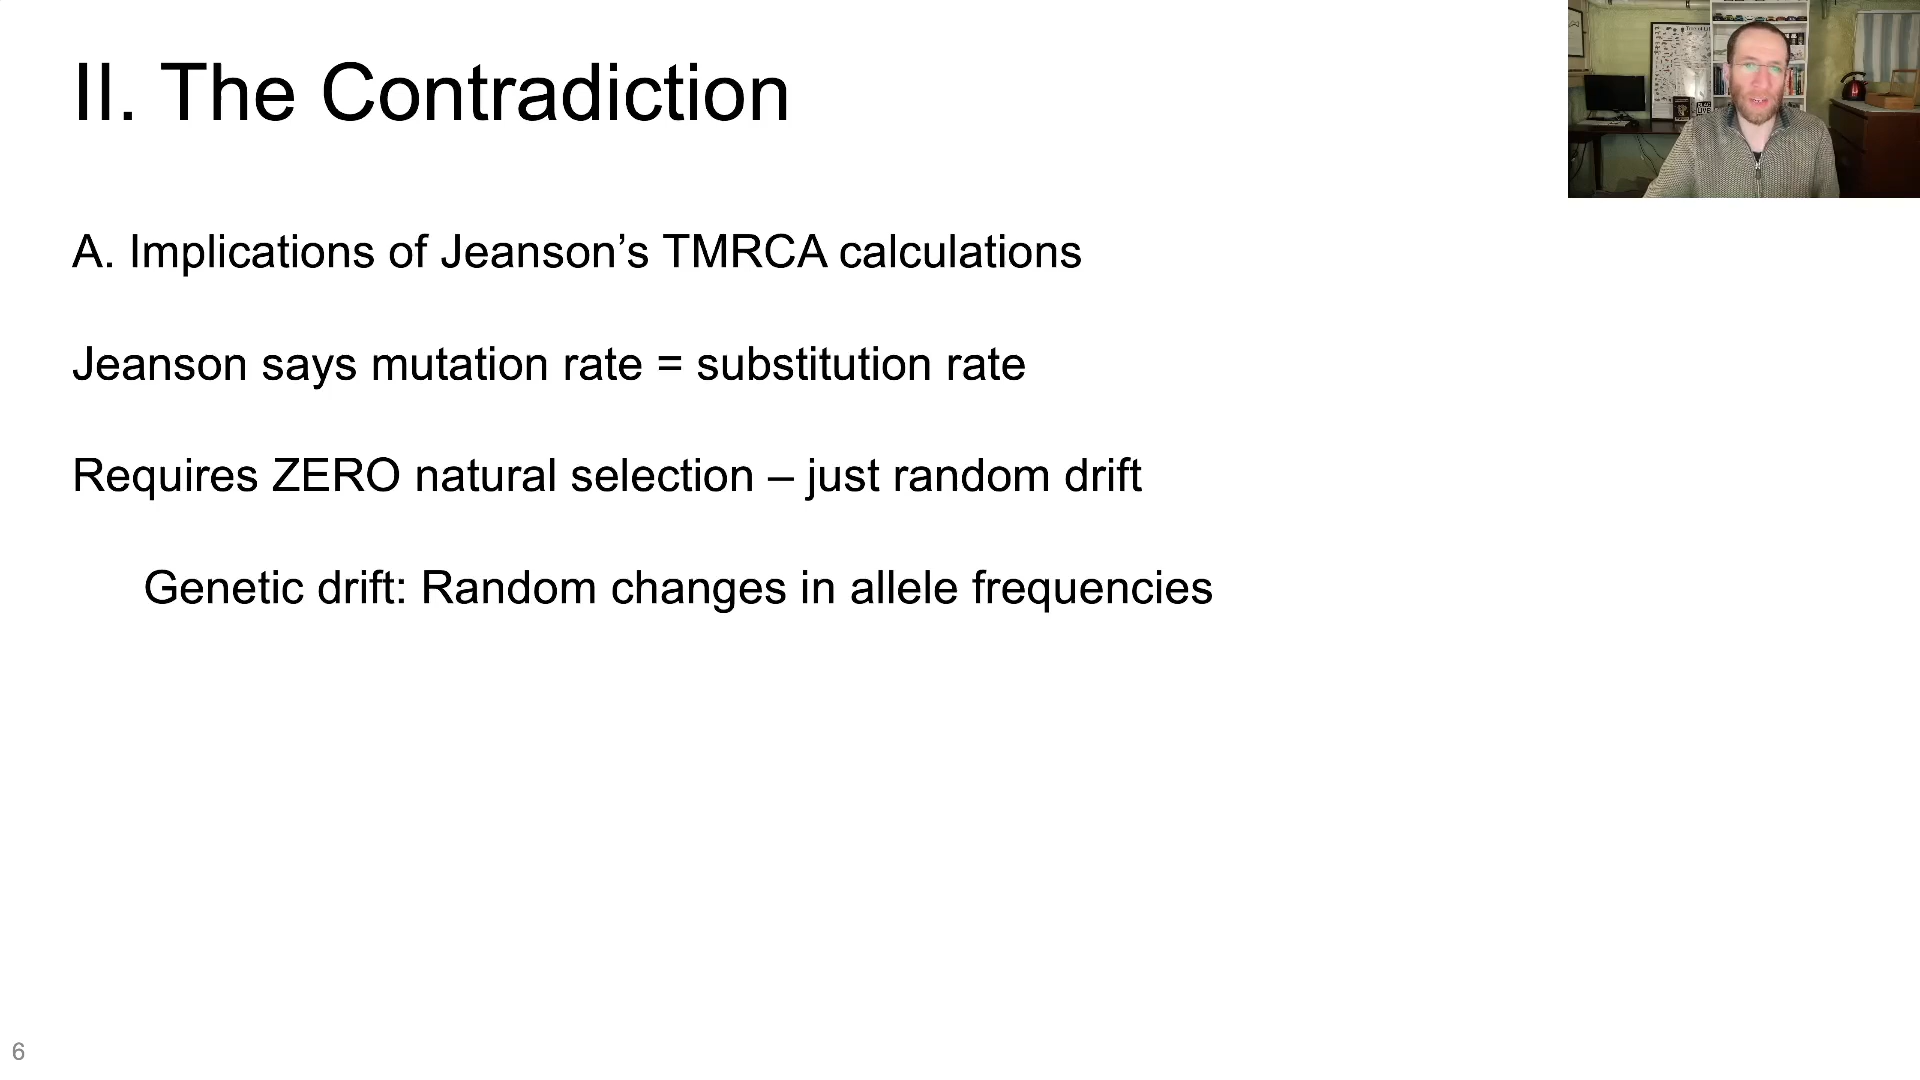 II. The Contradiction
A. Implications of Jeanson’s TMRCA calculations
Jeanson says mutation rate = substitution rate
Requires ZERO natural selection – just random drift
Genetic drift: Random changes in allele frequencies
6